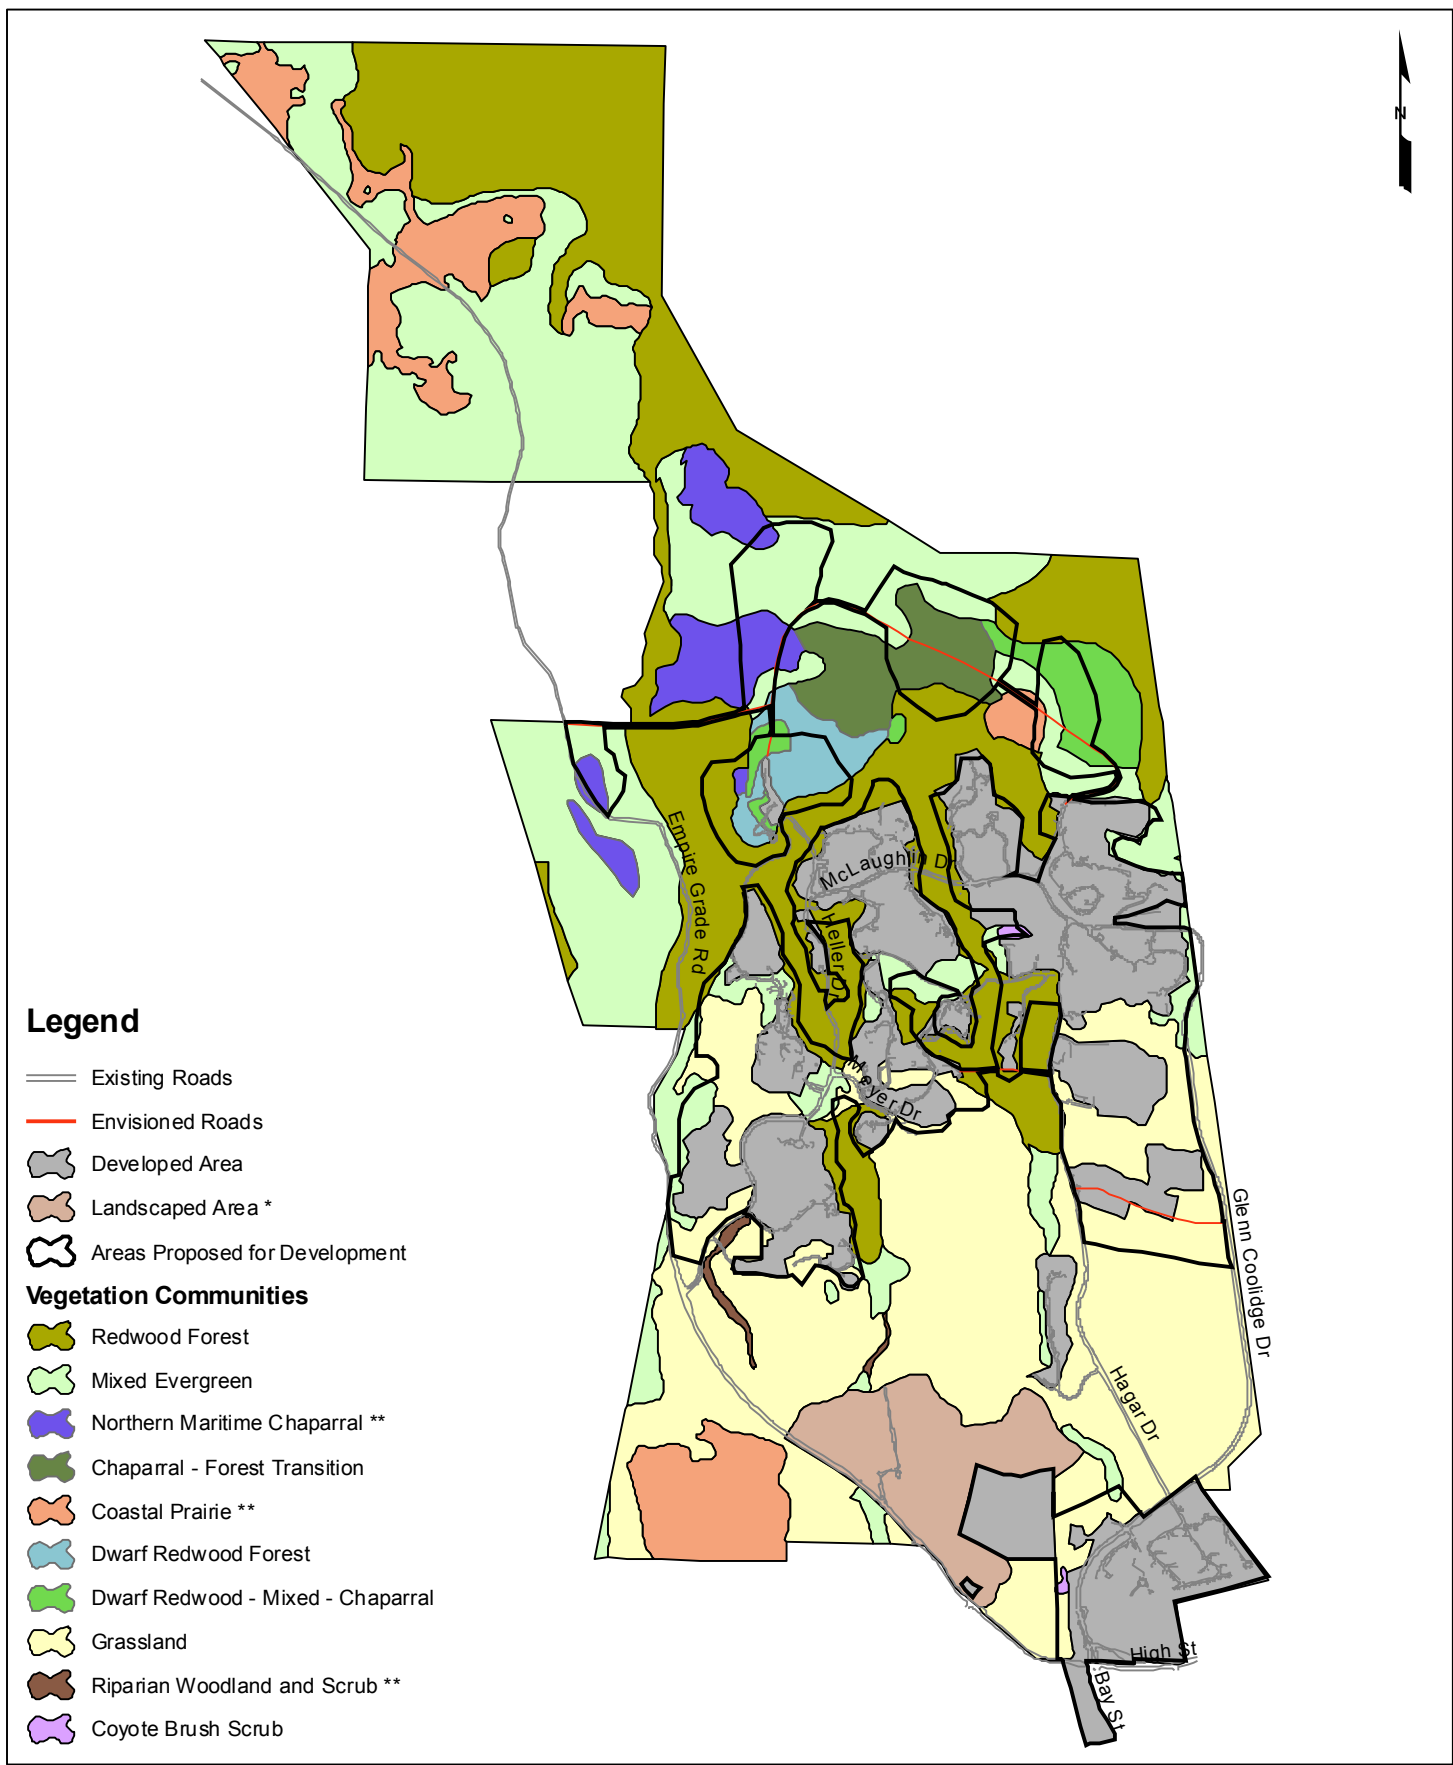 N
Empire Grade Rd
McLaughlin Dr
Heller Dr
Meyer Dr
Glenn Coolidge Dr
Hagar Dr
High St
Bay St
Legend
Existing Roads
Envisioned Roads
Developed Area
Landscaped Area *
Areas Proposed for Development
Vegetation Communities
Redwood Forest
Mixed Evergreen
Northern Maritime Chaparral **
Chaparral - Forest Transition
Coastal Prairie **
Dwarf Redwood Forest
Dwarf Redwood - Mixed - Chaparral
Grassland
Riparian Woodland and Scrub **
Coyote Brush Scrub